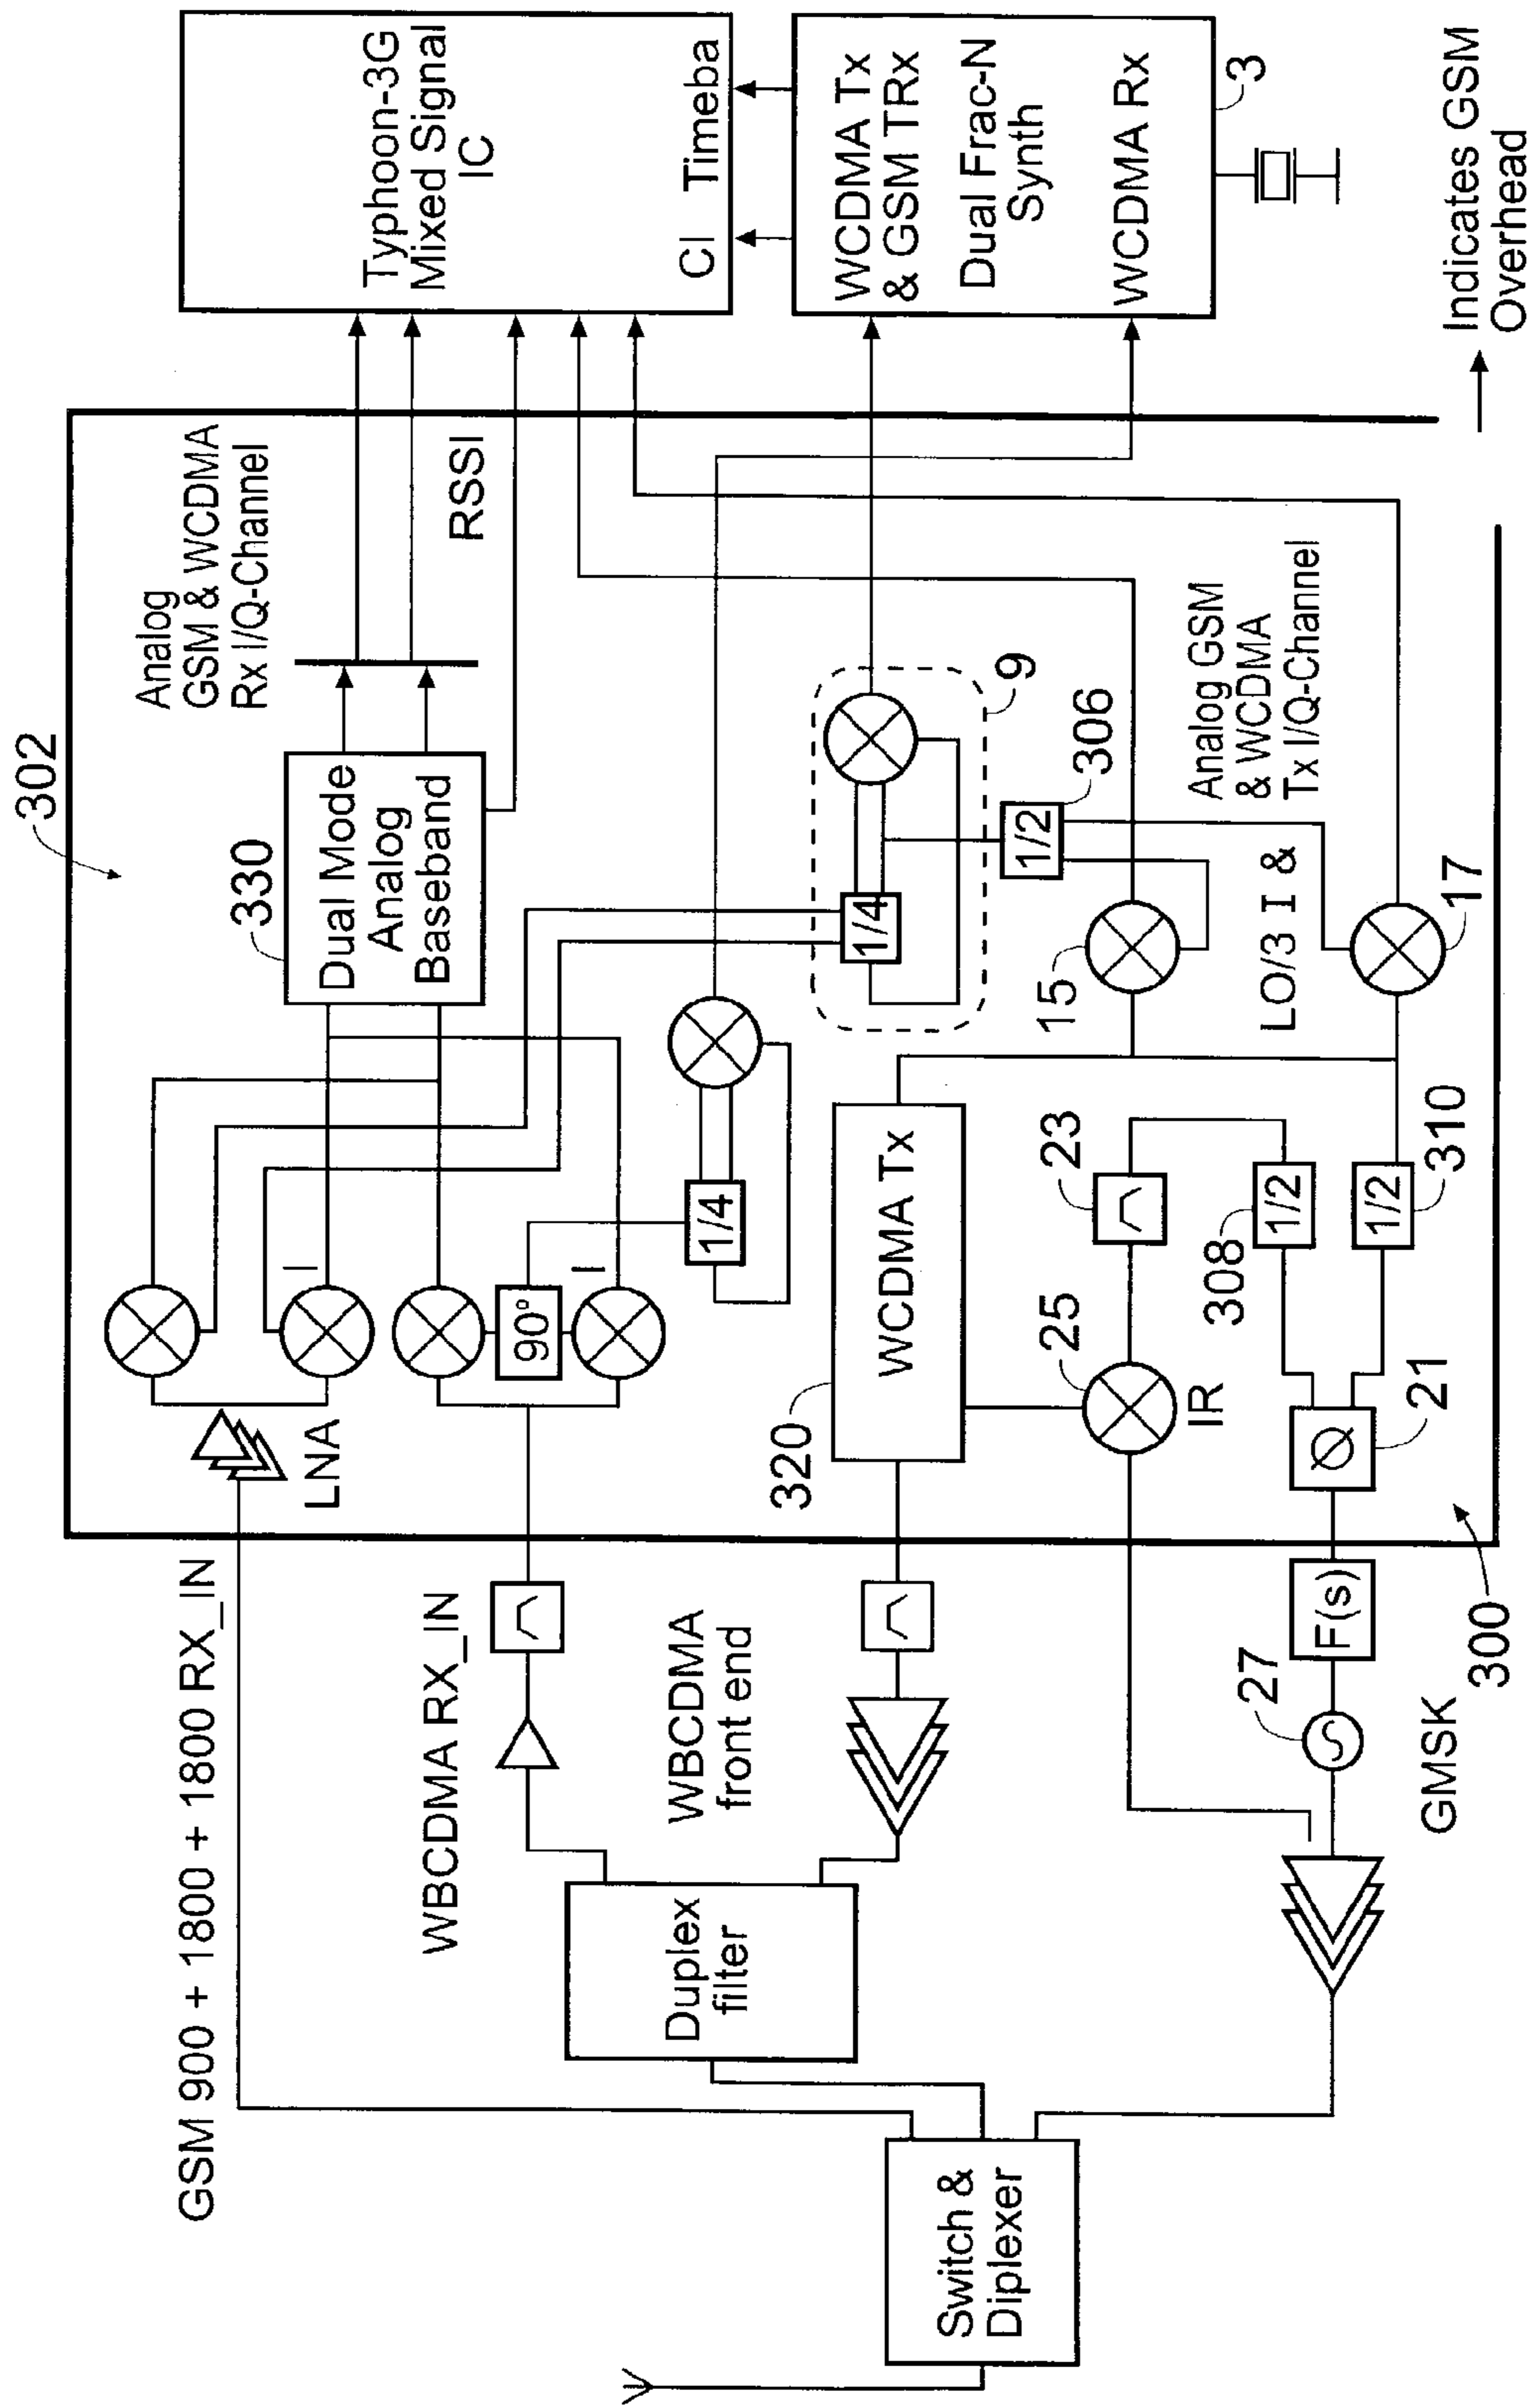 302
Typhoon-3G
Mixed Signal
IC
CI
Timeba
WCDMA Tx
& GSM TRx
Dual Frac-N
Synth
WCDMA Rx
3
Indicates GSM
Overhead
Analog
GSM & WCDMA
Rx I/Q-Channel
RSSI
330
Dual Mode
Analog
Baseband
9
1/4
306
1/2
Analog GSM
& WCDMA
Tx I/Q-Channel
LO/3 I &
15
17
LNA
I
90°
I
1/4
WCDMA Tx
320
23
25
IR
308
1/2
310
1/2
Ø
21
300
GSM 900 + 1800 + 1800 RX_IN
WBCDMA RX_IN
WBCDMA
front end
F(s)
27
GMSK
Duplex
filter
Switch &
Diplexer